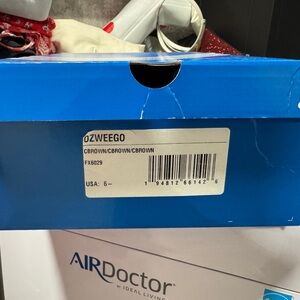 OZWEEGO
CBROWN/CBROWN/CBROWN
FX6029
USA: 6-
1 94812 66142 6
AIRDOCTOR
BY IDEAL LIVING